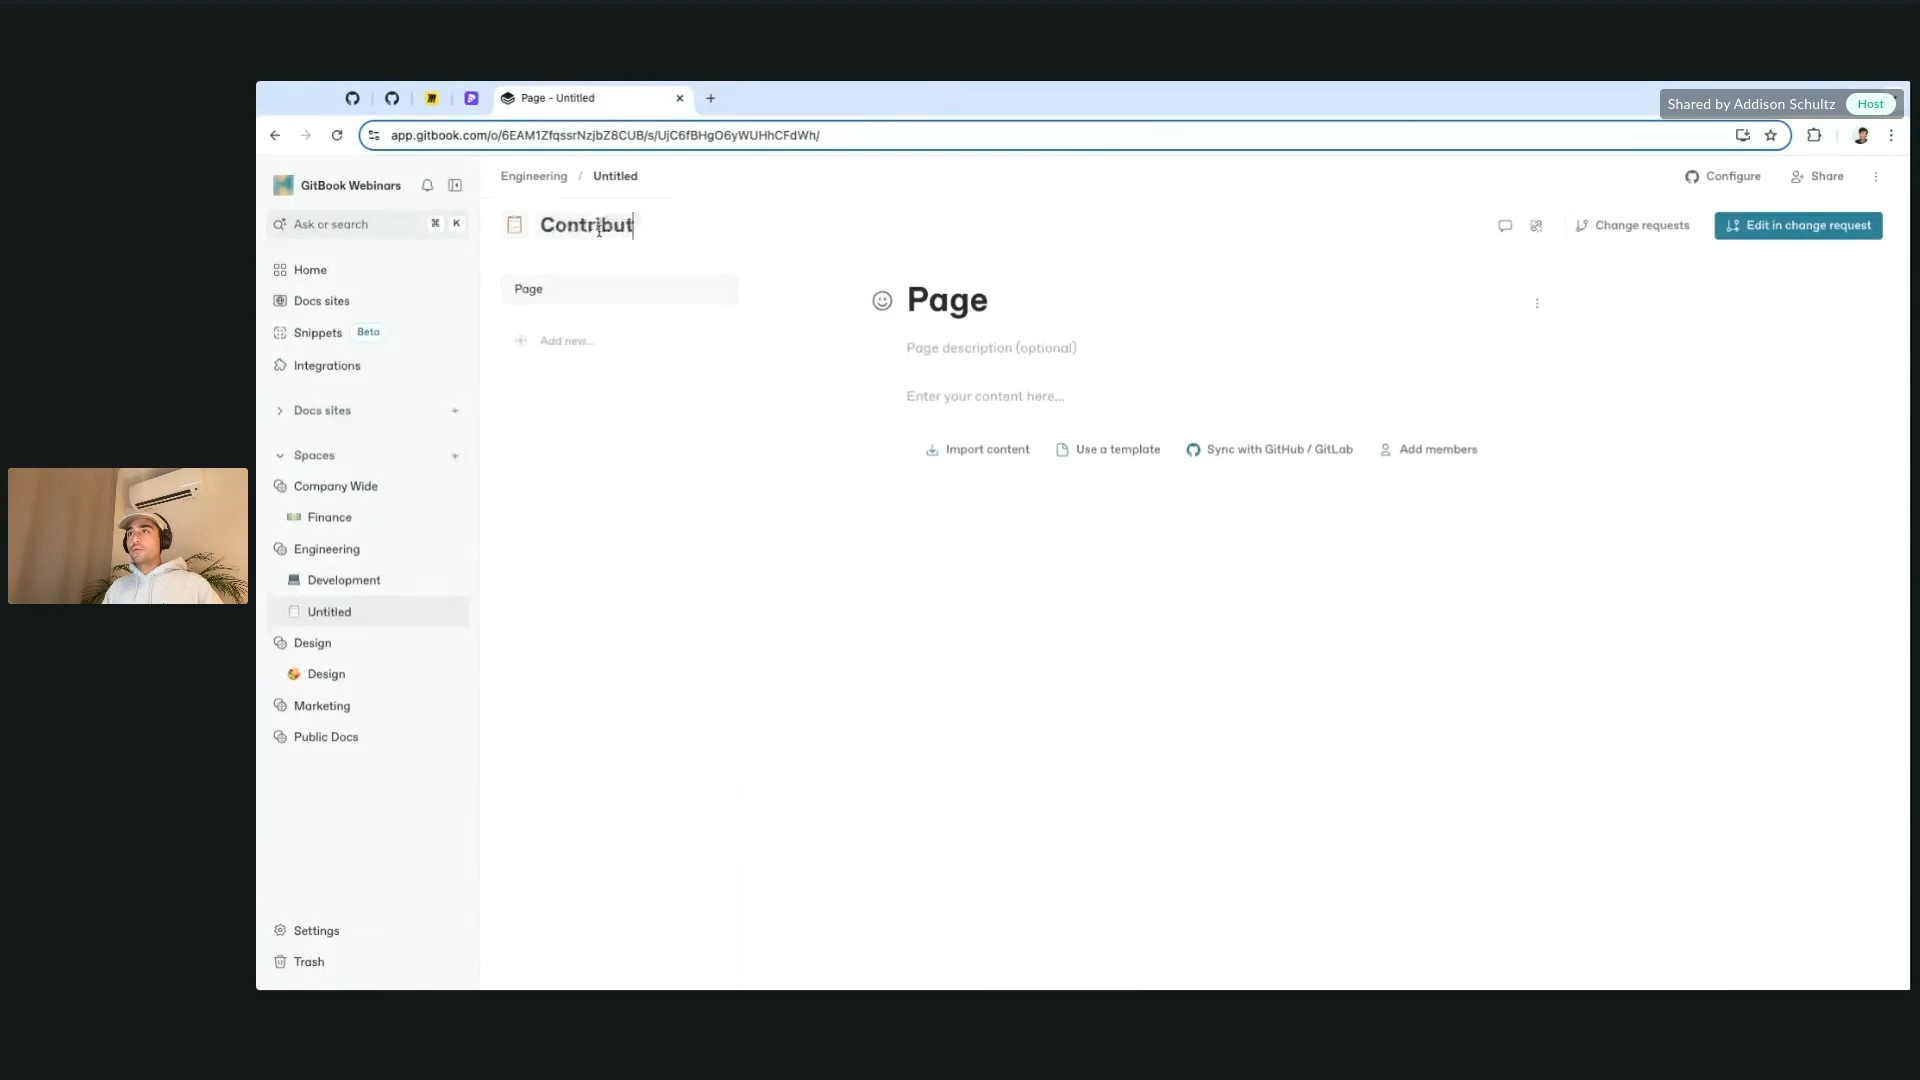 Page - Untitled
Shared by Addison Schultz Host
app.gitbook.com/o/6EAM1ZfqssrNzjbZ8CUB/s/UjC6fBHgO6yWUHhCFdWh/
GitBook Webinars
Ask or search ⌘ K
Home
Docs sites
Snippets Beta
Integrations
Docs sites
Spaces
Company Wide
Finance
Engineering
Development
Untitled
Design
Design
Marketing
Public Docs
Settings
Trash
Engineering / Untitled
Configure Share
Contribut
Change requests Edit in change request
Page
Add new...
Page
Page description (optional)
Enter your content here...
Import content Use a template Sync with GitHub / GitLab Add members